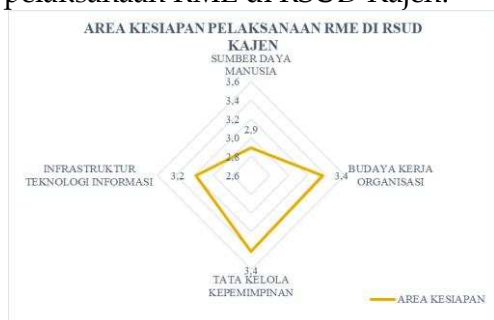 pelaksanaan RME di RSUD Kajen.
AREA KESIAPAN PELAKSANAAN RME DI RSUD
KAJEN
SUMBER DAYA
MANUSIA
3,6
3,4
3,2
3,0
2,9
2,8
2,6
INFRASTRUKTUR
TEKNOLOGI INFORMASI
3,2
3,4
BUDAYA KERJA
ORGANISASI
3,4
TATA KELOLA
KEPEMIMPINAN
AREA KESIAPAN